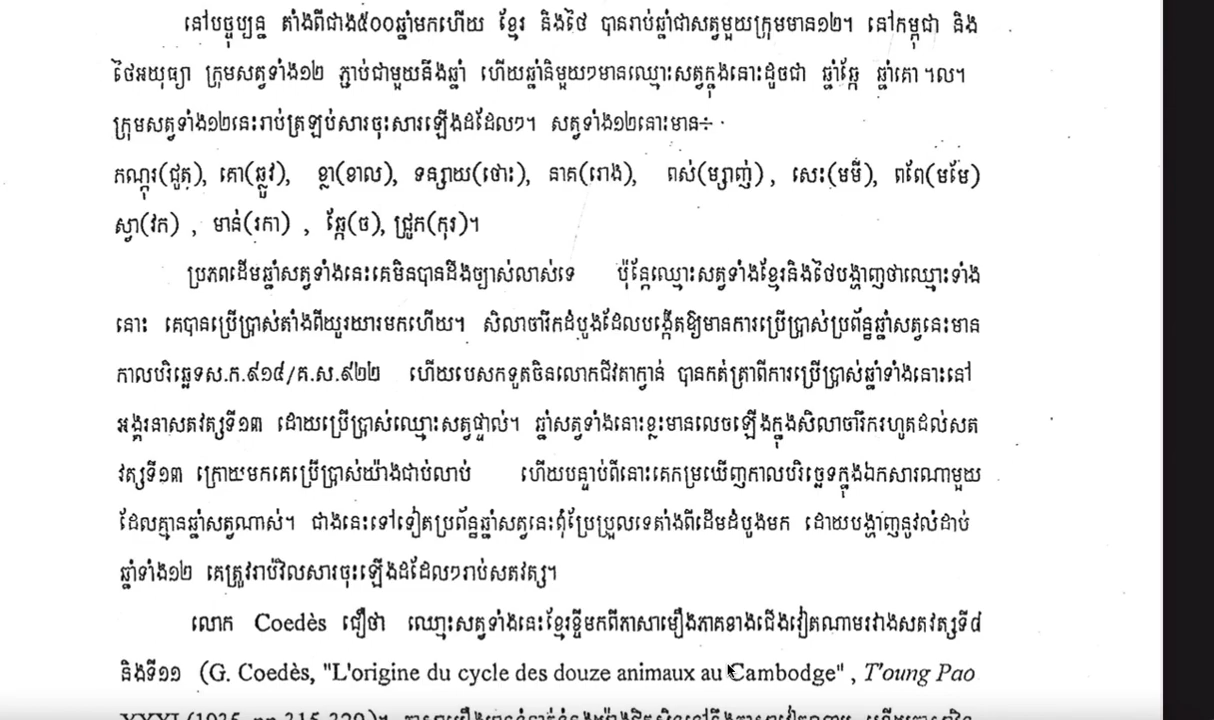 នៅបច្ចុប្បន្ន តាំងពីជាង៥០០ឆ្នាំមកហើយ ខ្មែរ និងថៃ បានរាប់ឆ្នាំជាសត្វមួយក្រុមមាន១២។ នៅកម្ពុជា និង
ថៃអយុធ្យា ក្រុមសត្វទាំង១២ ភ្ជាប់ជាមួយនឹងឆ្នាំ ហើយឆ្នាំនិមួយៗមានឈ្មោះសត្វក្នុងនោះដូចជា ឆ្នាំឆ្កែ ឆ្នាំគោ ។ល។
ក្រុមសត្វទាំង១២នេះរាប់ត្រឡប់សារចុះសារឡើងដដែលៗ។ សត្វទាំង១២នោះមាន÷
កណ្តុរ(ជូត), គោ(ឆ្លូវ), ខ្លា(ខាល), ទន្សាយ(ថោះ), នាគ(រោង), ពស់(ម្សាញ់) , សេះ(មមី), ពពែ(មមែ)
ស្វា(វក) , មាន់(រកា) , ឆ្កែ(ច), ជ្រូក(កុរ)។
ប្រភពដើមឆ្នាំសត្វទាំងនេះគេមិនបានដឹងច្បាស់លាស់ទេ ប៉ុន្តែឈ្មោះសត្វទាំងខ្មែរនិងថៃបង្ហាញថាឈ្មោះទាំង
នោះ គេបានប្រើប្រាស់តាំងពីយូរយារមកហើយ។ សិលាចារឹកដំបូងដែលបង្កើតឱ្យមានការប្រើប្រាស់ប្រព័ន្ធឆ្នាំសត្វនេះមាន
កាលបរិច្ឆេទស.ក.៩១៨/គ.ស.៩២២ ហើយបេសកទូតចិនលោកជីវតាក្វាន់ បានកត់ត្រាពីការប្រើប្រាស់ឆ្នាំទាំងនោះនៅ
អង្គរនាសតវត្សទី១៣ ដោយប្រើប្រាស់ឈ្មោះសត្វផ្ទាល់។ ឆ្នាំសត្វទាំងនោះខ្លះមានលេចឡើងក្នុងសិលាចារឹករហូតដល់សត
វត្សទី១៣ ក្រោយមកគេប្រើប្រាស់យ៉ាងជាប់លាប់ ហើយបន្ទាប់ពីនោះគេកម្រឃើញកាលបរិច្ឆេទក្នុងឯកសារណាមួយ
ដែលគ្មានឆ្នាំសត្វណាស់។ ជាងនេះទៅទៀតប្រព័ន្ធឆ្នាំសត្វនេះពុំប្រែប្រួលទេតាំងពីដើមដំបូងមក ដោយបង្ហាញនូវលំដាប់
ឆ្នាំទាំង១២ គេត្រូវរាប់វិលសារចុះឡើងដដែលៗរាប់សតវត្ស។
លោក Coedès ជឿថា ឈ្មោះសត្វទាំងនេះខ្មែរខ្ចីមកពីភាសាមឿងភាគខាងជើងវៀតណាមរវាងសតវត្សទី៨
និងទី១១ (G. Coedès, "L'origine du cycle des douze animaux au Cambodge" , T'oung Pao